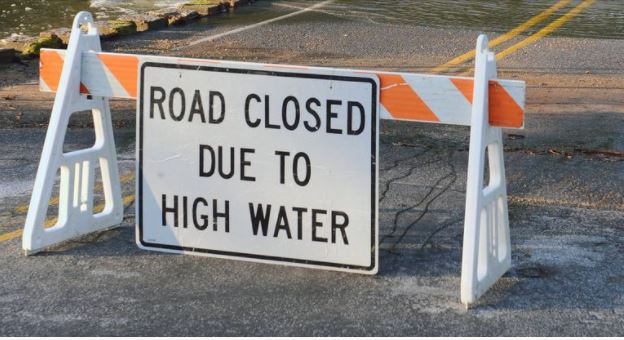 ROAD CLOSED
DUE TO
HIGH WATER